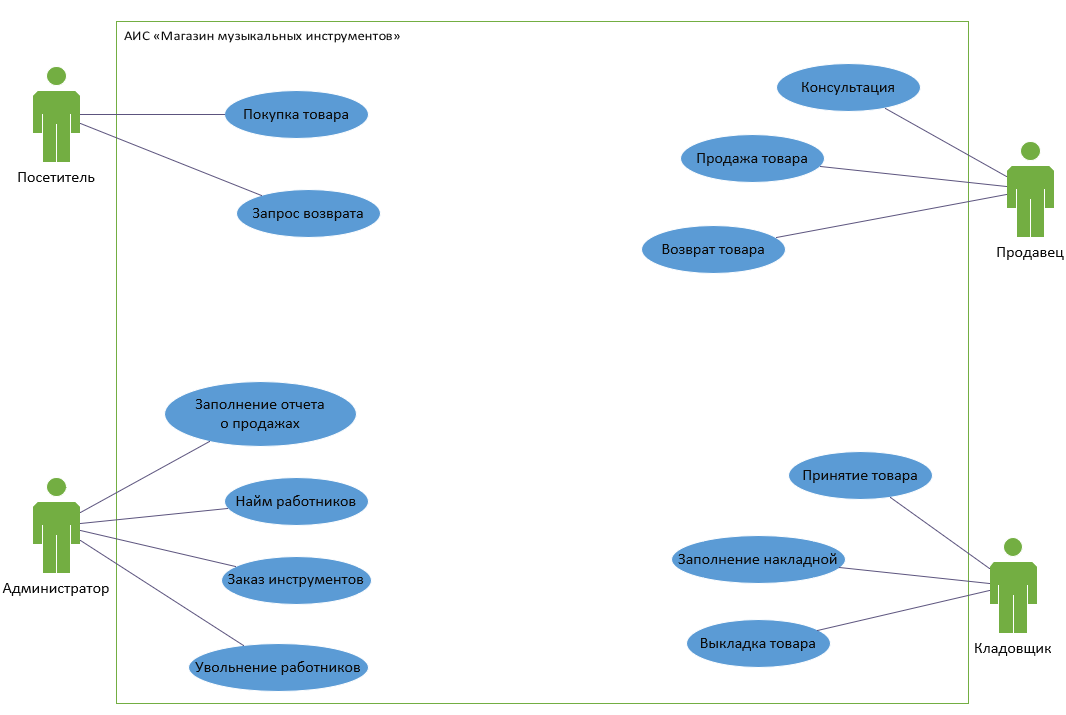 АИС «Магазин музыкальных инструментов»
Посетитель
Покупка товара
Запрос возврата
Консультация
Продажа товара
Возврат товара
Продавец
Заполнение отчета
о продажах
Найм работников
Заказ инструментов
Увольнение работников
Администратор
Принятие товара
Заполнение накладной
Выкладка товара
Кладовщик